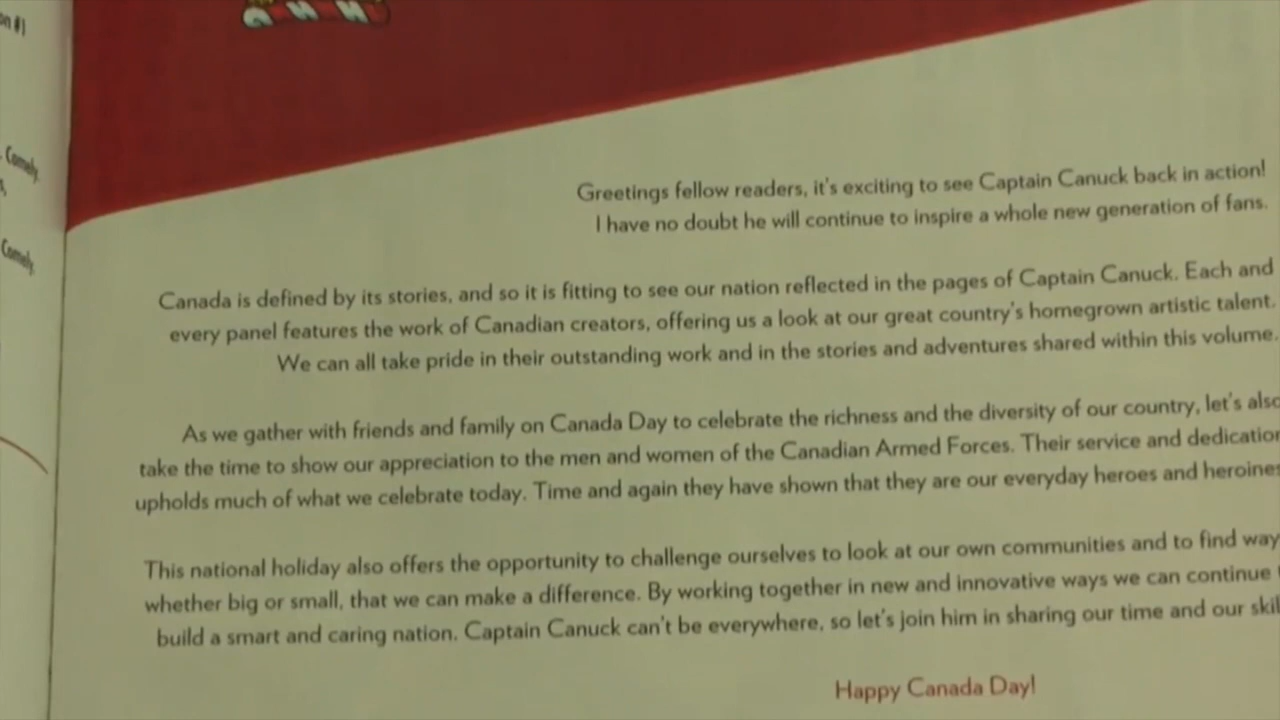 on #1
Comely.
Comely.
Greetings fellow readers, it's exciting to see Captain Canuck back in action!
I have no doubt he will continue to inspire a whole new generation of fans.
Canada is defined by its stories, and so it is fitting to see our nation reflected in the pages of Captain Canuck. Each and
every panel features the work of Canadian creators, offering us a look at our great country's homegrown artistic talent.
We can all take pride in their outstanding work and in the stories and adventures shared within this volume.
As we gather with friends and family on Canada Day to celebrate the richness and the diversity of our country, let's also
take the time to show our appreciation to the men and women of the Canadian Armed Forces. Their service and dedication
upholds much of what we celebrate today. Time and again they have shown that they are our everyday heroes and heroines
This national holiday also offers the opportunity to challenge ourselves to look at our own communities and to find way
whether big or small, that we can make a difference. By working together in new and innovative ways we can continue t
build a smart and caring nation. Captain Canuck can't be everywhere, so let's join him in sharing our time and our skil
Happy Canada Day!